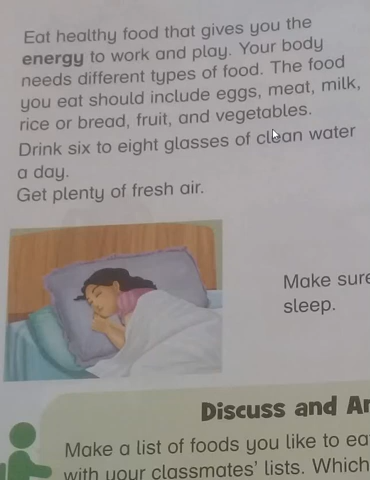 Eat healthy food that gives you the
energy to work and play. Your body
needs different types of food. The food
you eat should include eggs, meat, milk,
rice or bread, fruit, and vegetables.
Drink six to eight glasses of clean water
a day.
Get plenty of fresh air.
Make sure
sleep.
Discuss and
Make a list of foods you like to
with your classmates' lists. Which